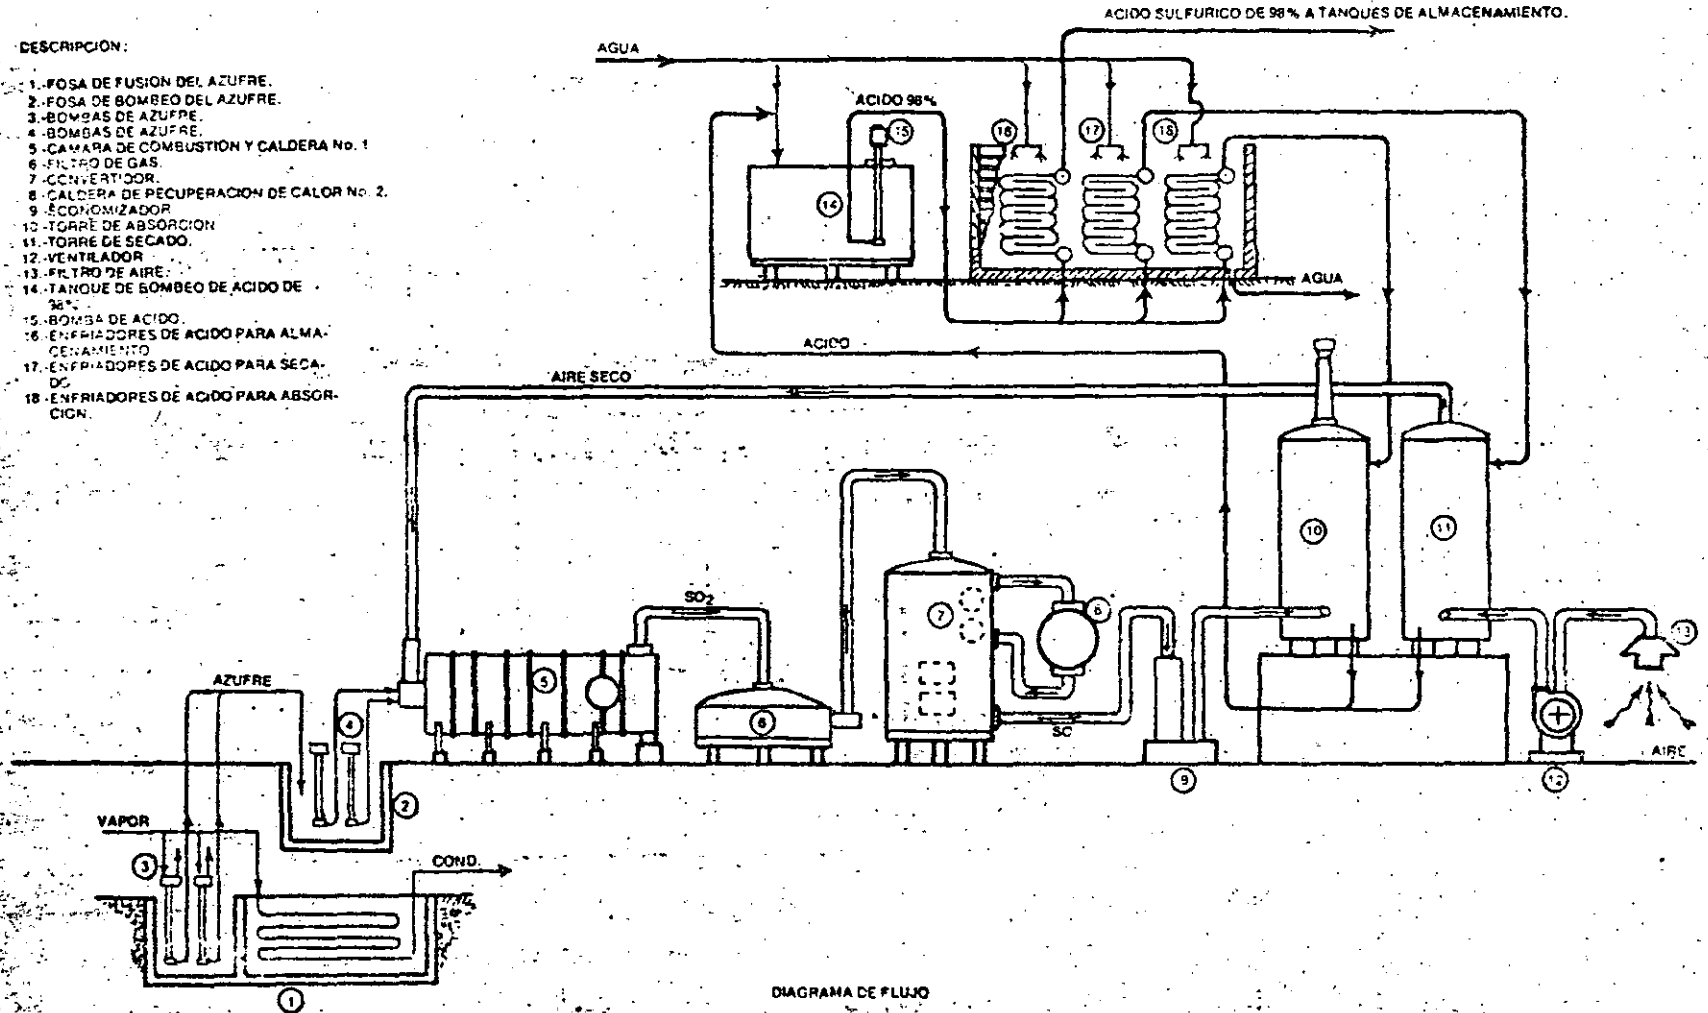 ACIDO SULFURICO DE 98% A TANQUES DE ALMACENAMIENTO.
DESCRIPCION:
1.-FOSA DE FUSION DEL AZUFRE.
2.-FOSA DE BOMBEO DEL AZUFRE.
3.-BOMBAS DE AZUFRE.
4-BOMBAS DE AZUFRE.
5-CAMARA DE COMBUSTION Y CALDERA No. 1
6-FILTRO DE GAS.
7-CONVERTIDOR.
8-CALDERA DE RECUPERACION DE CALOR No. 2.
9-ECONOMIZADOR
10-TORRE DE ABSORCION
11.-TORRE DE SECADO.
12.-VENTILADOR
13.-FILTRO DE AIRE.
14.-TANQUE DE BOMBEO DE ACIDO DE
98%
15.-BOMBA DE ACIDO.
16.-ENFRIADORES DE ACIDO PARA ALMA-
CENAMIENTO
17.-ENFRIADORES DE ACIDO PARA SECA-
DO.
18-ENFRIADORES DE ACIDO PARA ABSOR-
CION.
AGUA
ACIDO 98%
15
16
17
18
14
AGUA
ACIDO
AIRE SECO
10
11
SO2
7
8
13
AZUFRE
5
4
6
SO
AIRE
2
9
12
VAPOR
3
COND.
1
DIAGRAMA DE FLUJO